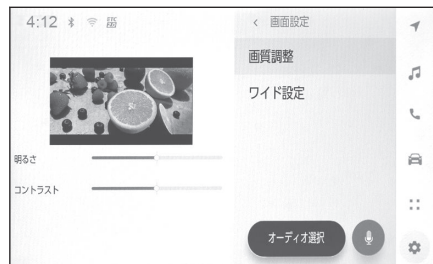 4:12
画面設定
画質調整
ワイド設定
明るさ
コントラスト
オーディオ選択